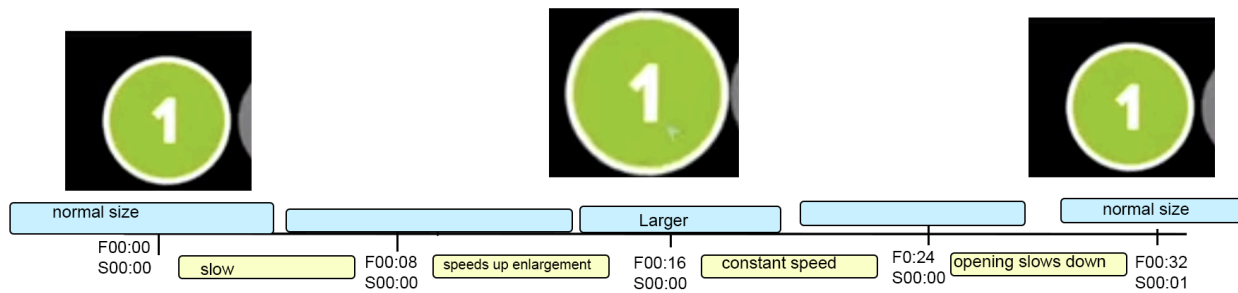 1
1
1
normal size
Larger
normal size
F00:00
S00:00
slow
F00:08
S00:00
speeds up enlargement
F00:16
S00:00
constant speed
F0:24
S00:00
opening slows down
F00:32
S00:01